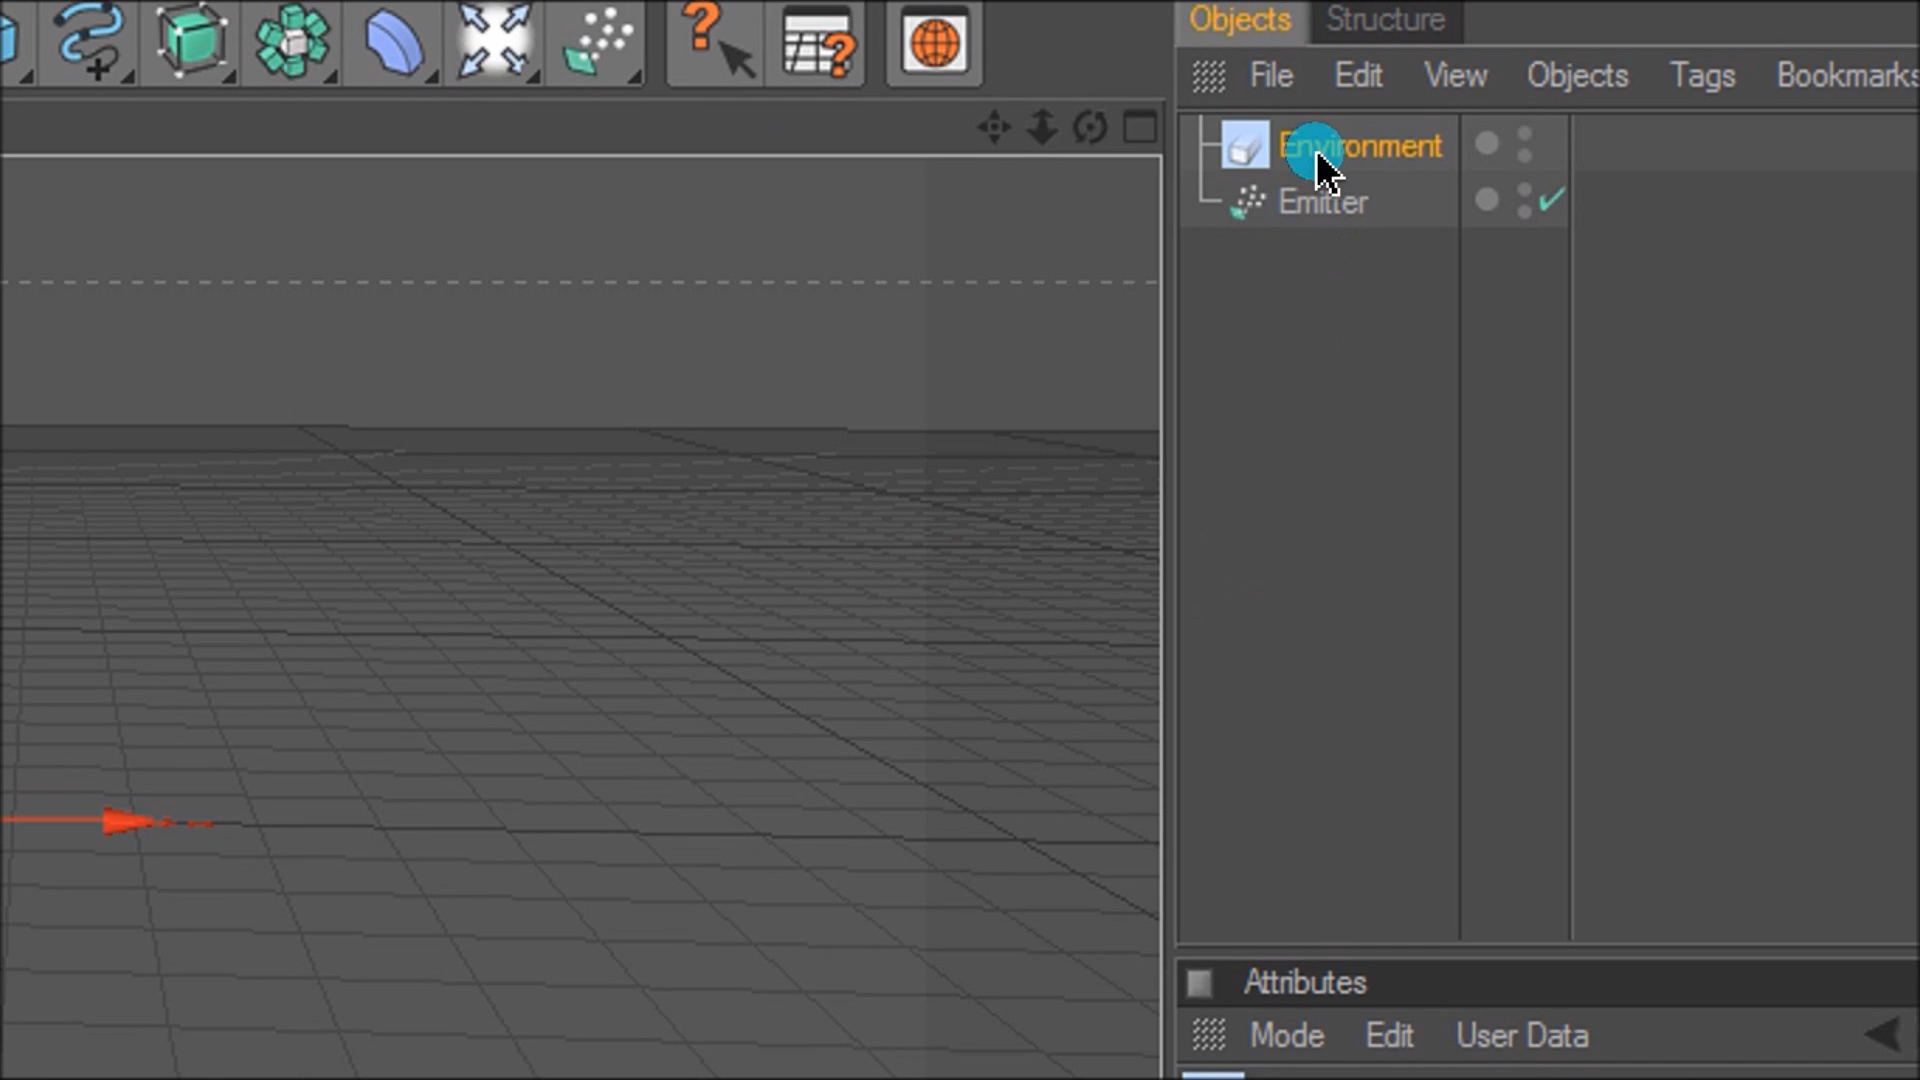 Objects Structure
File Edit View Objects Tags Bookmarks
Environment
Emitter
Attributes
Mode Edit User Data